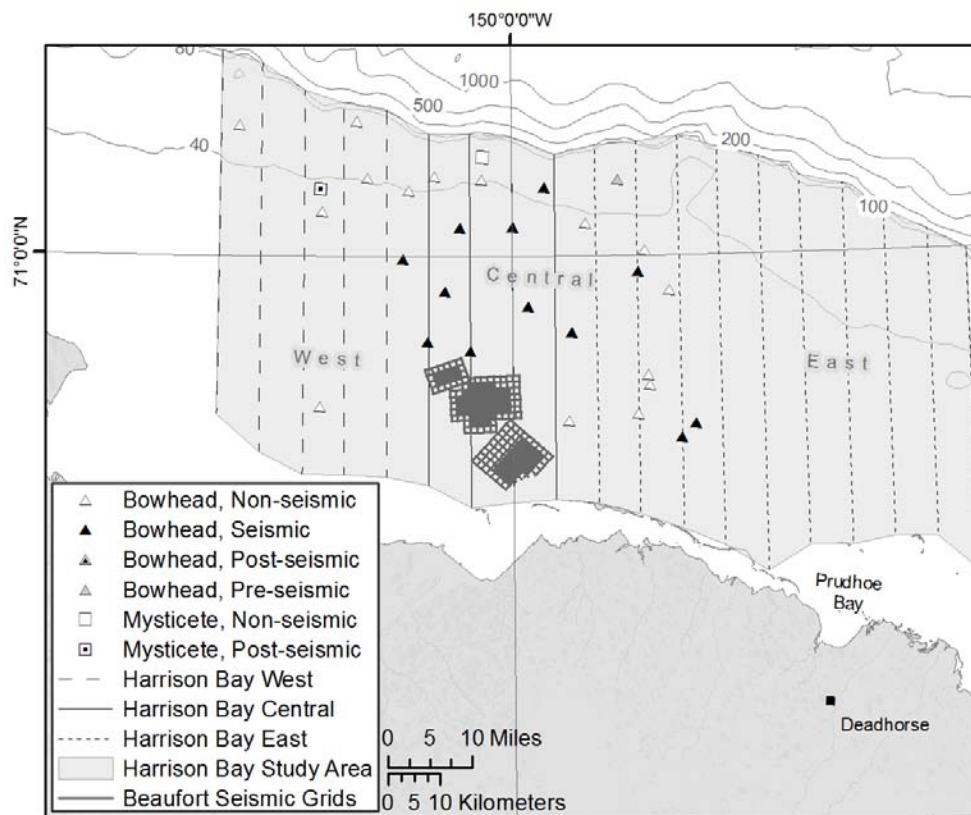 150°0'0"W
80
1000
500
40
200
100
71°0'0"N
Central
West
East
Bowhead, Non-seismic
Bowhead, Seismic
Bowhead, Post-seismic
Bowhead, Pre-seismic
Mysticete, Non-seismic
Mysticete, Post-seismic
Harrison Bay West
Harrison Bay Central
Harrison Bay East
Harrison Bay Study Area
Beaufort Seismic Grids
0 5 10 Miles
0 5 10 Kilometers
Prudhoe
Bay
Deadhorse